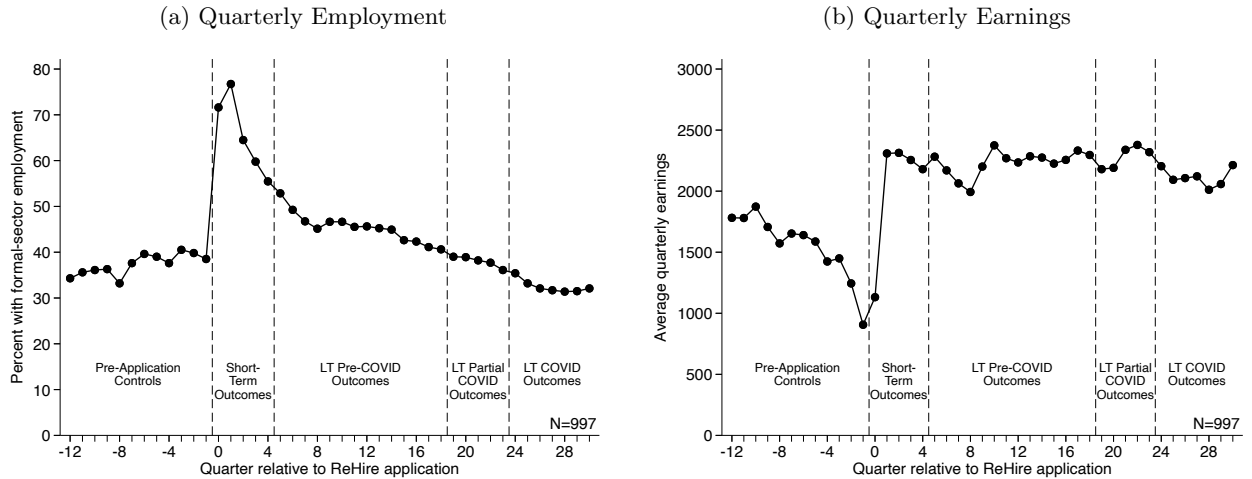 (a) Quarterly Employment
Percent with formal-sector employment
80
70
60
50
40
30
20
10
0
Pre-Application
Controls
Short-
Term
Outcomes
LT Pre-COVID
Outcomes
LT Partial
COVID
Outcomes
LT COVID
Outcomes
N=997
-12 -8 -4 0 4 8 12 16 20 24 28
Quarter relative to ReHire application
(b) Quarterly Earnings
Average quarterly earnings
3000
2500
2000
1500
1000
500
0
Pre-Application
Controls
Short-
Term
Outcomes
LT Pre-COVID
Outcomes
LT Partial
COVID
Outcomes
LT COVID
Outcomes
N=997
-12 -8 -4 0 4 8 12 16 20 24 28
Quarter relative to ReHire application